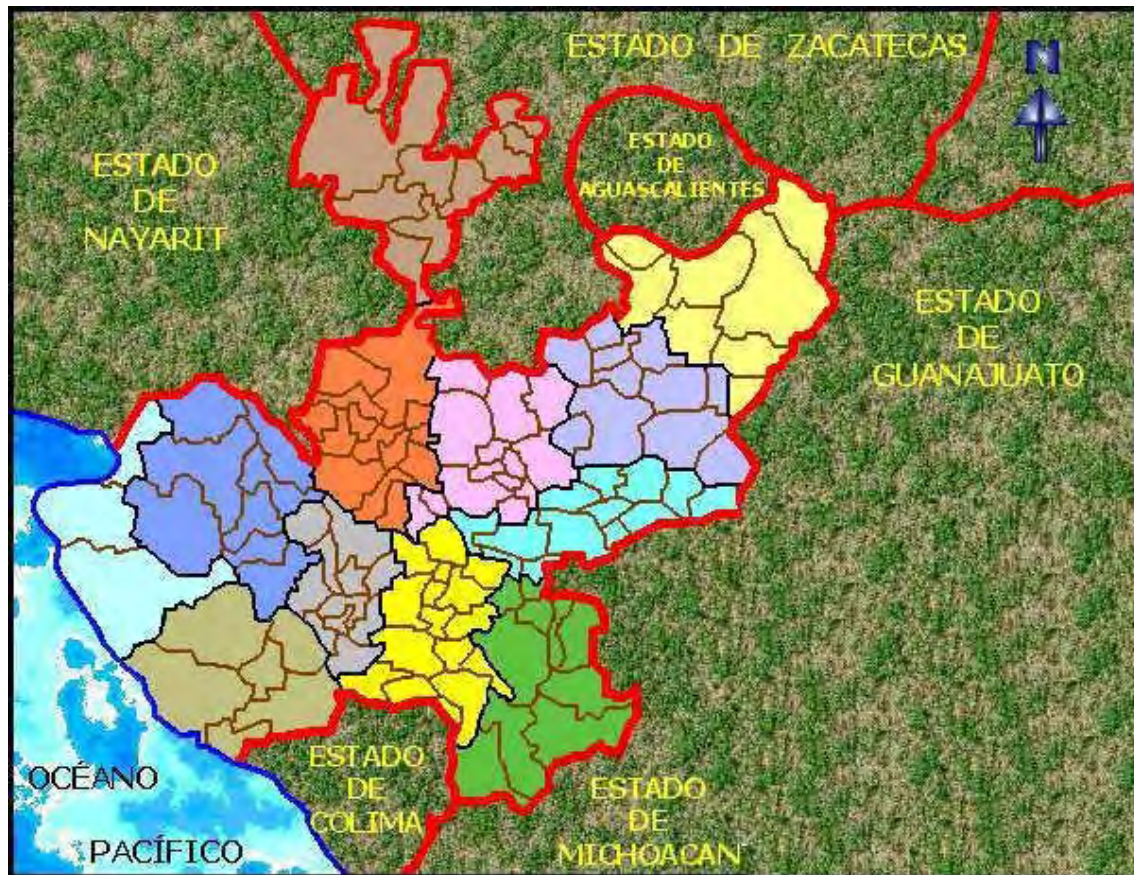 ESTADO DE ZACATECAS
N
ESTADO
DE
AGUASCALIENTES
ESTADO
DE
NAYARIT
ESTADO
DE
GUANAJUATO
OCÉANO
PACÍFICO
ESTADO
DE
COLIMA
ESTADO
DE
MICHOACAN